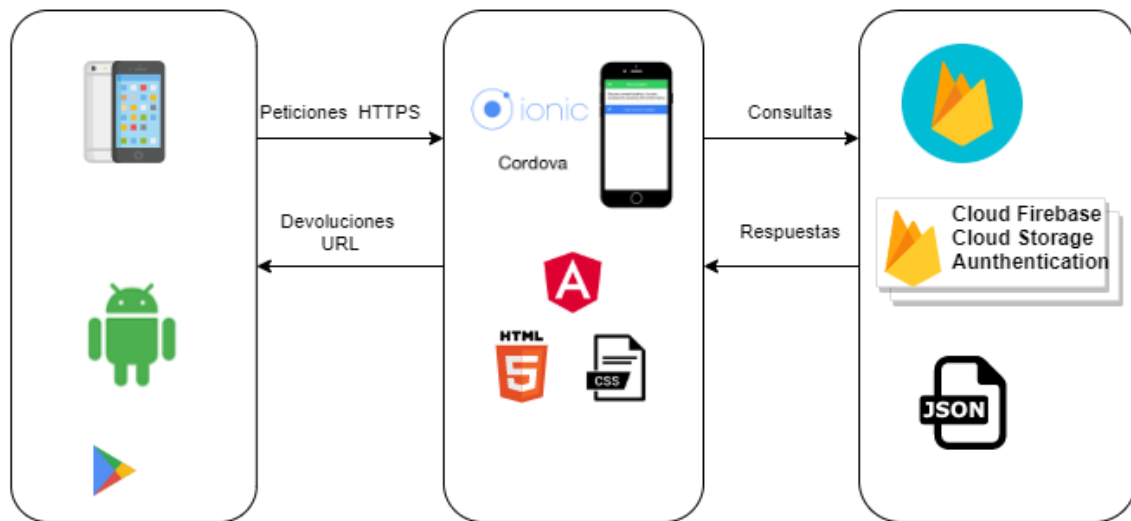 Peticiones HTTPS
Devoluciones
URL
ionic
Cordova
HTML
5
CSS
Consultas
Respuestas
Cloud Firebase
Cloud Storage
Aunthentication
JSON